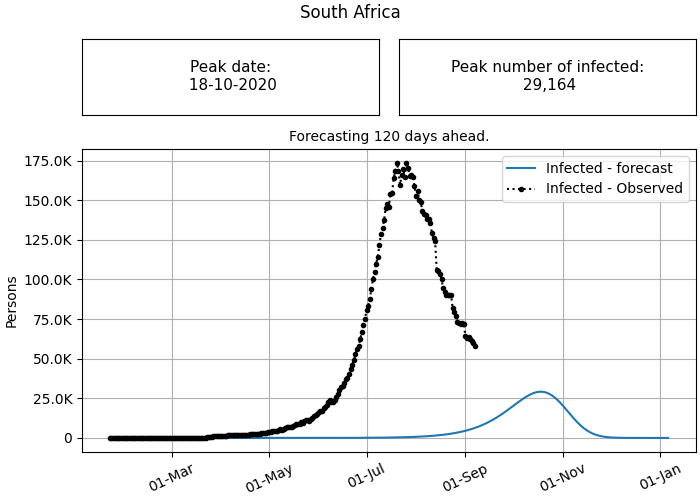 South Africa
Peak date:
18-10-2020
Peak number of infected:
29,164
Forecasting 120 days ahead.
175.0K
150.0K
125.0K
100.0K
75.0K
50.0K
25.0K
0
Persons
Infected - forecast
Infected - Observed
01-Mar
01-May
01-Jul
01-Sep
01-Nov
01-Jan